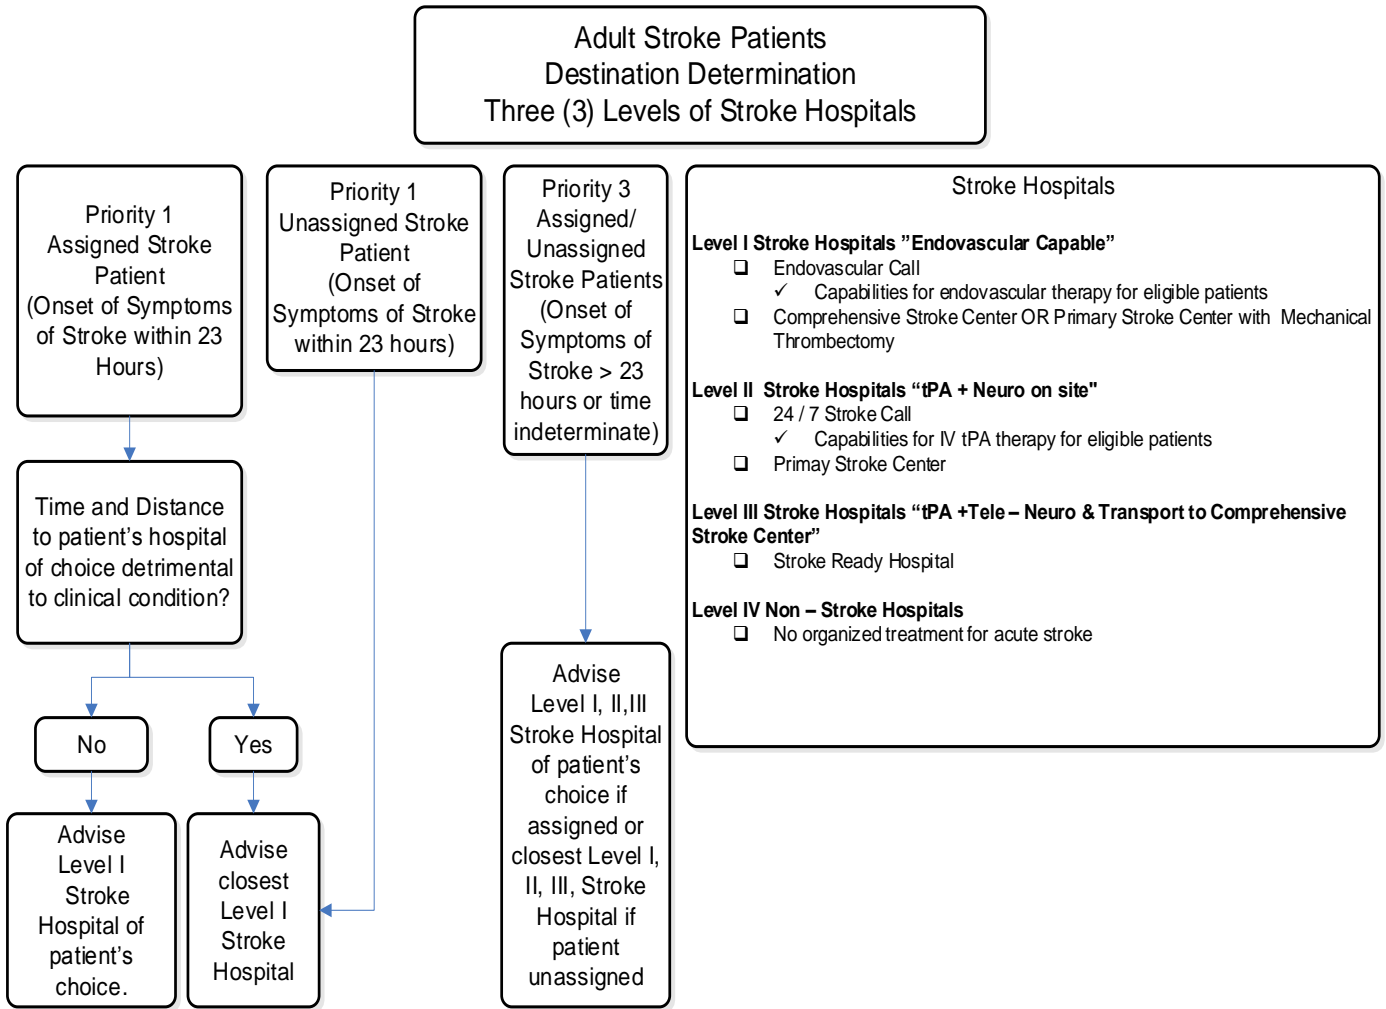 Adult Stroke Patients
Destination Determination
Three (3) Levels of Stroke Hospitals
Priority 1
Assigned Stroke
Patient
(Onset of Symptoms
of Stroke within 23
Hours)
Time and Distance
to patient’s hospital
of choice detrimental
to clinical condition?
No
Yes
Advise
Level I
Stroke
Hospital of
patient’s
choice.
Advise
closest
Level I
Stroke
Hospital
Priority 1
Unassigned Stroke
Patient
(Onset of
Symptoms of Stroke
within 23 hours)
Priority 3
Assigned/
Unassigned
Stroke Patients
(Onset of
Symptoms of
Stroke > 23
hours or time
indeterminate)
Advise
Level I, II,III
Stroke Hospital
of patient’s
choice if
assigned or
closest Level I,
II, III, Stroke
Hospital if
patient
unassigned
Stroke Hospitals
Level I Stroke Hospitals ”Endovascular Capable”
❑ Endovascular Call
✓ Capabilities for endovascular therapy for eligible patients
❑ Comprehensive Stroke Center OR Primary Stroke Center with Mechanical
Thrombectomy
Level II Stroke Hospitals “tPA + Neuro on site"
❑ 24 / 7 Stroke Call
✓ Capabilities for IV tPA therapy for eligible patients
❑ Primay Stroke Center
Level III Stroke Hospitals “tPA +Tele – Neuro & Transport to Comprehensive
Stroke Center”
❑ Stroke Ready Hospital
Level IV Non – Stroke Hospitals
❑ No organized treatment for acute stroke